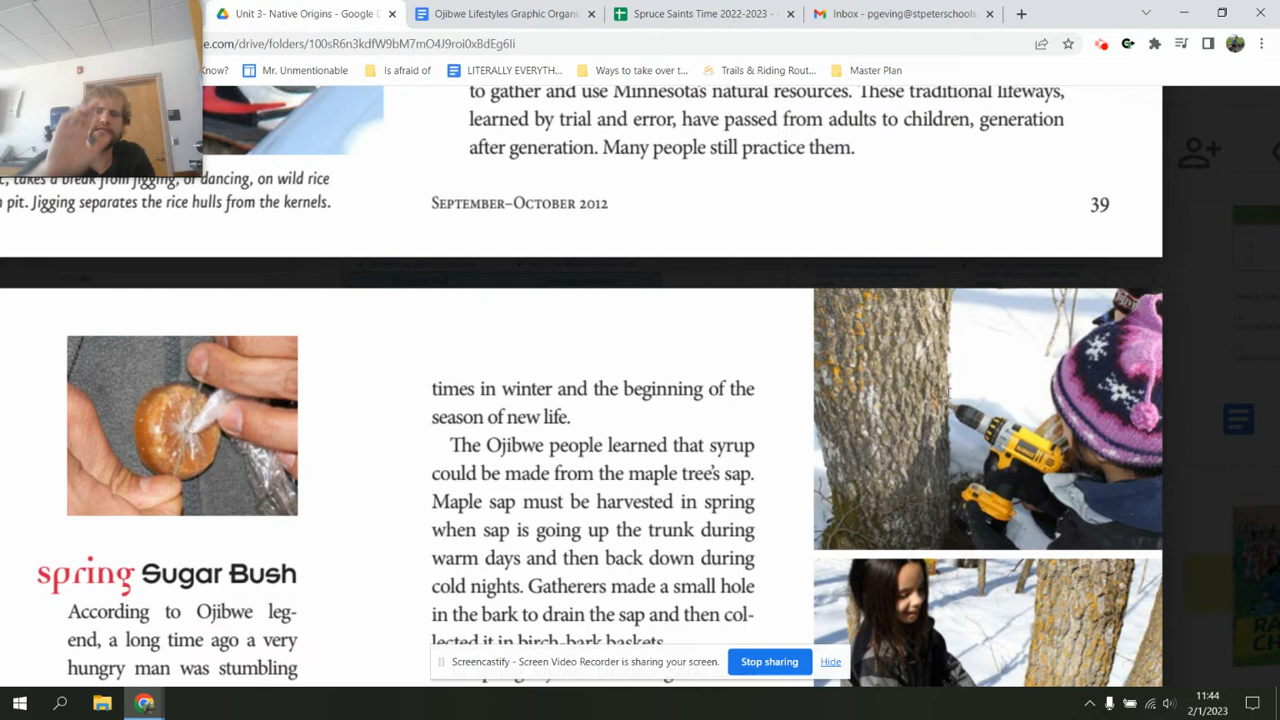 Unit 3- Native Origins - Google D
Ojibwe Lifestyles Graphic Organi
Spruce Saints Time 2022-2023 -
Inbox - pgeving@stpeterschools.
e.com/drive/folders/100sR6n3kdfW9bM7mO4J9roi0xBdEg6Ii
Know?
Mr. Unmentionable
Is afraid of
LITERALLY EVERYTH...
Ways to take over t...
Trails & Riding Rout...
Master Plan
to gather and use Minnesota's natural resources. These traditional lifeways,
learned by trial and error, have passed from adults to children, generation
after generation. Many people still practice them.
takes a break from jigging, or dancing, on wild rice
n pit. Jigging separates the rice hulls from the kernels.
September–October 2012
39
times in winter and the beginning of the
season of new life.
The Ojibwe people learned that syrup
could be made from the maple tree's sap.
Maple sap must be harvested in spring
when sap is going up the trunk during
warm days and then back down during
cold nights. Gatherers made a small hole
in the bark to drain the sap and then col-
lected it in birch-bark baskets.
spring Sugar Bush
According to Ojibwe leg-
end, a long time ago a very
hungry man was stumbling
Screencastify - Screen Video Recorder is sharing your screen.
Stop sharing
Hide
11:44
2/1/2023